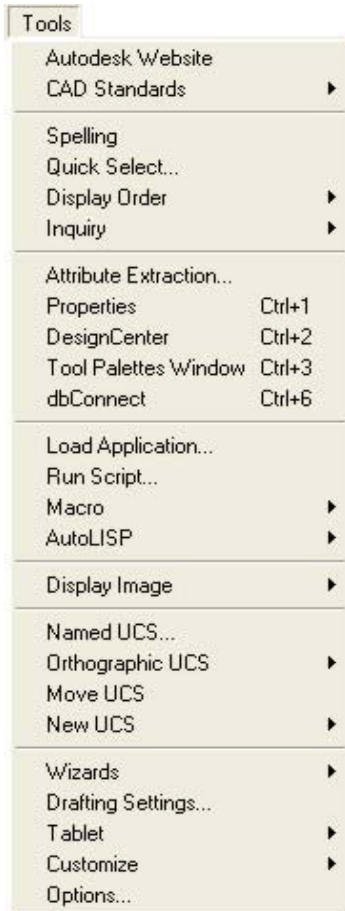 Tools
Autodesk Website
CAD Standards
Spelling
Quick Select...
Display Order
Inquiry
Attribute Extraction...
Properties Ctrl+1
DesignCenter Ctrl+2
Tool Palettes Window Ctrl+3
dbConnect Ctrl+6
Load Application...
Run Script...
Macro
AutoLISP
Display Image
Named UCS...
Orthographic UCS
Move UCS
New UCS
Wizards
Drafting Settings...
Tablet
Customize
Options...